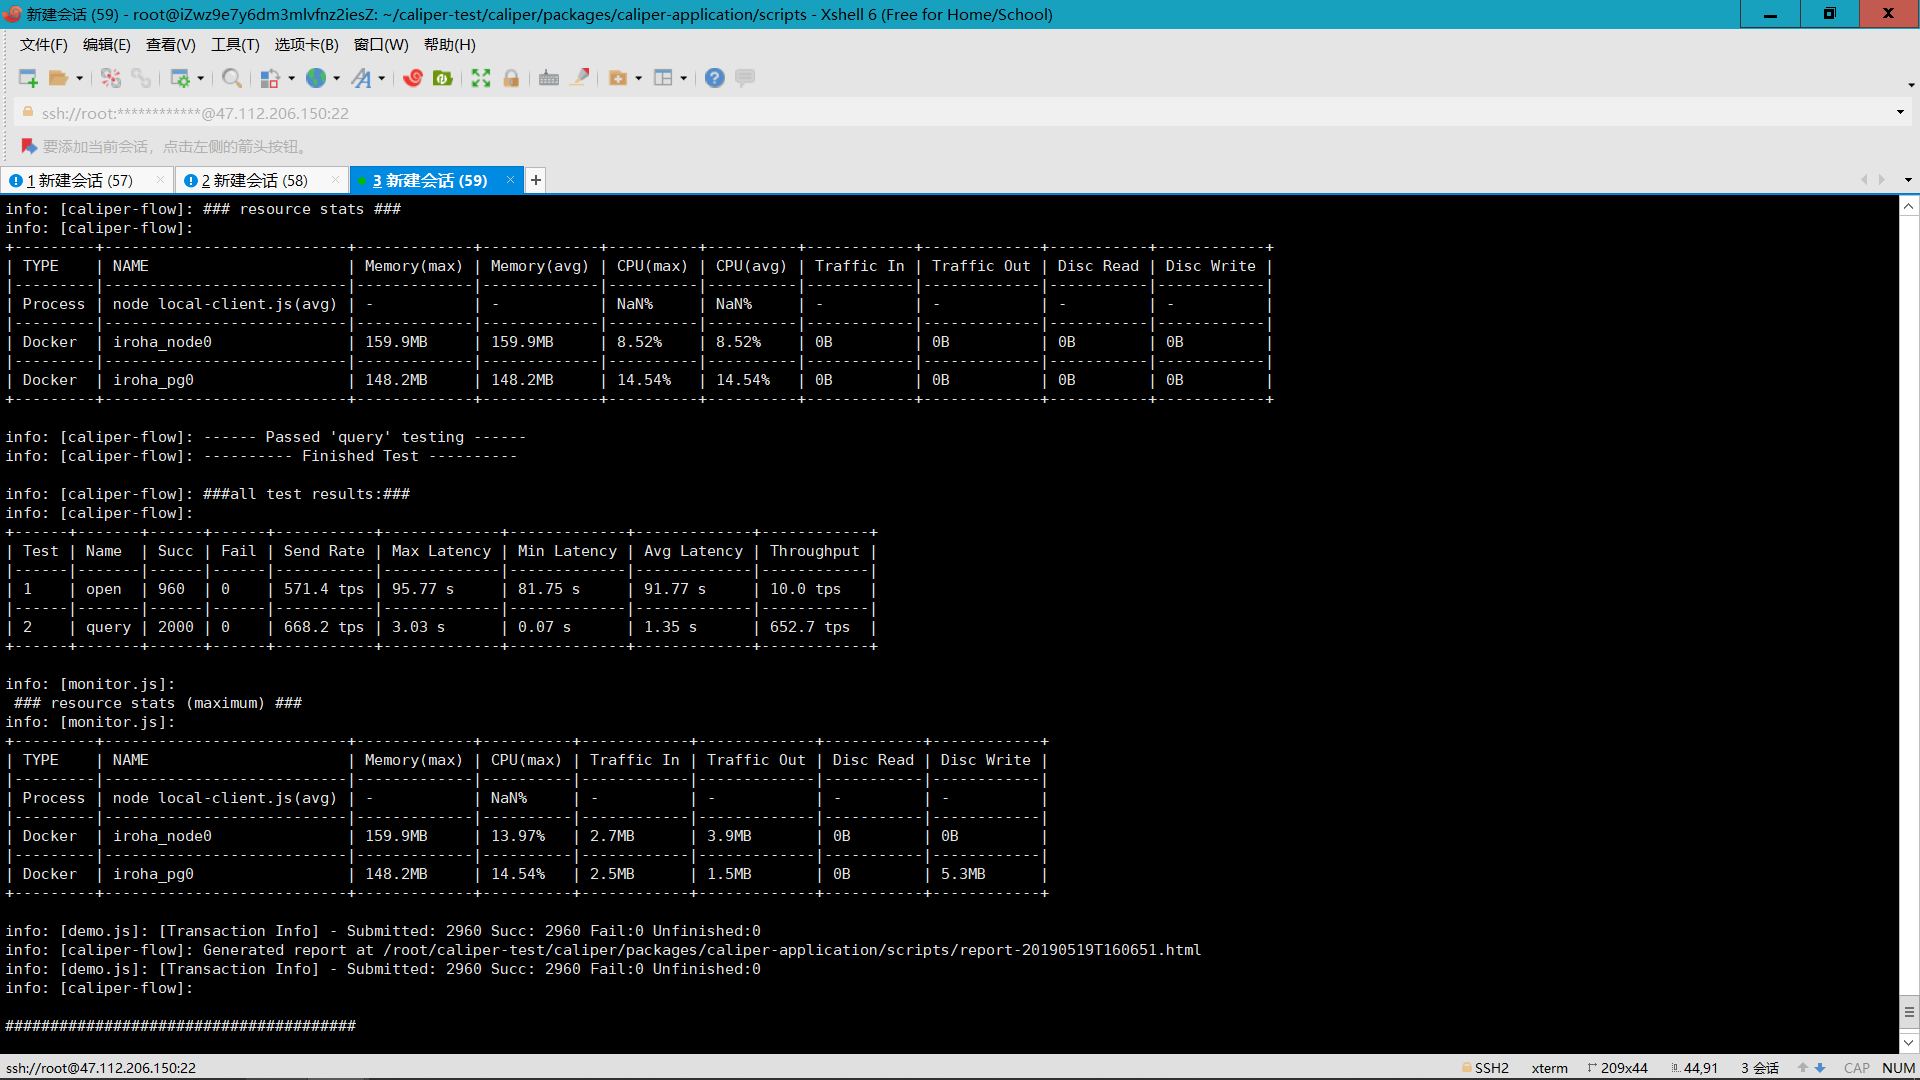 新建会话 (59) - root@iZwz9e7y6dm3mlvfnz2iesZ: ~/caliper-test/caliper/packages/caliper-application/scripts - Xshell 6 (Free for Home/School)
文件(F) 编辑(E) 查看(V) 工具(T) 选项卡(B) 窗口(W) 帮助(H)
ssh://root:************@47.112.206.150:22
要添加当前会话，点击左侧的箭头按钮。
1 新建会话 (57) × 2 新建会话 (58) × 3 新建会话 (59) × +
info: [caliper-flow]: ### resource stats ###
info: [caliper-flow]:
+---------+---------------------------+-------------+-------------+----------+----------+------------+-------------+-----------+------------+
| TYPE    | NAME                      | Memory(max) | Memory(avg) | CPU(max) | CPU(avg) | Traffic In | Traffic Out | Disc Read | Disc Write |
|---------|---------------------------|-------------|-------------|----------|----------|------------|-------------|-----------|------------|
| Process | node local-client.js(avg) | -           | -           | NaN%     | NaN%     | -          | -           | -         | -          |
|---------|---------------------------|-------------|-------------|----------|----------|------------|-------------|-----------|------------|
| Docker  | iroha_node0               | 159.9MB     | 159.9MB     | 8.52%    | 8.52%    | 0B         | 0B          | 0B        | 0B         |
|---------|---------------------------|-------------|-------------|----------|----------|------------|-------------|-----------|------------|
| Docker  | iroha_pg0                 | 148.2MB     | 148.2MB     | 14.54%   | 14.54%   | 0B         | 0B          | 0B        | 0B         |
+---------+---------------------------+-------------+-------------+----------+----------+------------+-------------+-----------+------------+
info: [caliper-flow]: ------ Passed 'query' testing ------
info: [caliper-flow]: ---------- Finished Test ----------
info: [caliper-flow]: ###all test results:###
info: [caliper-flow]:
+------+-------+------+------+-----------+-------------+-------------+-------------+------------+
| Test | Name  | Succ | Fail | Send Rate | Max Latency | Min Latency | Avg Latency | Throughput |
|------|-------|------|------|-----------|-------------|-------------|-------------|------------|
| 1    | open  | 960  | 0    | 571.4 tps | 95.77 s     | 81.75 s     | 91.77 s     | 10.0 tps   |
|------|-------|------|------|-----------|-------------|-------------|-------------|------------|
| 2    | query | 2000 | 0    | 668.2 tps | 3.03 s      | 0.07 s      | 1.35 s      | 652.7 tps  |
+------+-------+------+------+-----------+-------------+-------------+-------------+------------+
info: [monitor.js]:
### resource stats (maximum) ###
info: [monitor.js]:
+---------+---------------------------+-------------+----------+------------+-------------+-----------+------------+
| TYPE    | NAME                      | Memory(max) | CPU(max) | Traffic In | Traffic Out | Disc Read | Disc Write |
|---------|---------------------------|-------------|----------|------------|-------------|-----------|------------|
| Process | node local-client.js(avg) | -           | NaN%     | -          | -           | -         | -          |
|---------|---------------------------|-------------|----------|------------|-------------|-----------|------------|
| Docker  | iroha_node0               | 159.9MB     | 13.97%   | 2.7MB      | 3.9MB       | 0B        | 0B         |
|---------|---------------------------|-------------|----------|------------|-------------|-----------|------------|
| Docker  | iroha_pg0                 | 148.2MB     | 14.54%   | 2.5MB      | 1.5MB       | 0B        | 5.3MB      |
+---------+---------------------------+-------------+----------+------------+-------------+-----------+------------+
info: [demo.js]: [Transaction Info] - Submitted: 2960 Succ: 2960 Fail:0 Unfinished:0
info: [caliper-flow]: Generated report at /root/caliper-test/caliper/packages/caliper-application/scripts/report-20190519T160651.html
info: [demo.js]: [Transaction Info] - Submitted: 2960 Succ: 2960 Fail:0 Unfinished:0
info: [caliper-flow]:
#######################################
ssh://root@47.112.206.150:22 SSH2 xterm 209x44 44,91 3 会话 CAP NUM